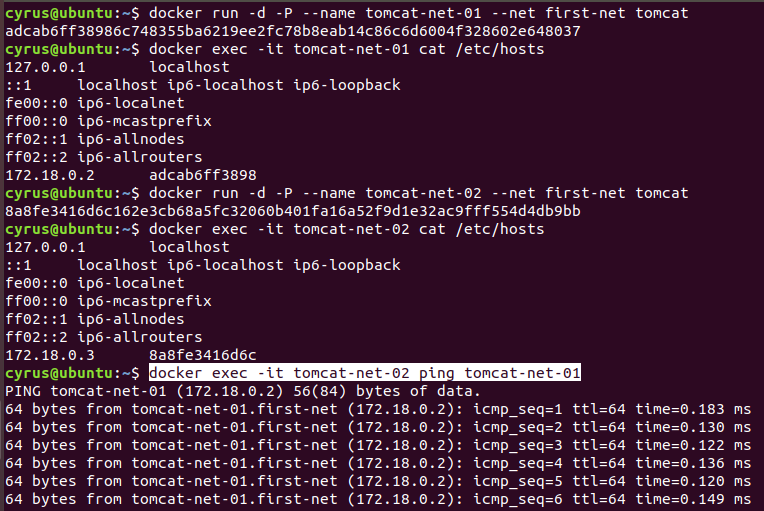 cyrus@ubuntu:~$ docker run -d -P --name tomcat-net-01 --net first-net tomcat
adcab6ff38986c748355ba6219ee2fc78b8eab14c86c6d6004f328602e648037
cyrus@ubuntu:~$ docker exec -it tomcat-net-01 cat /etc/hosts
127.0.0.1	localhost
::1	localhost ip6-localhost ip6-loopback
fe00::0 ip6-localnet
ff00::0 ip6-mcastprefix
ff02::1 ip6-allnodes
ff02::2 ip6-allrouters
172.18.0.2	adcab6ff3898
cyrus@ubuntu:~$ docker run -d -P --name tomcat-net-02 --net first-net tomcat
8a8fe3416d6c162e3cb68a5fc32060b401fa16a52f9d1e32ac9fff554d4db9bb
cyrus@ubuntu:~$ docker exec -it tomcat-net-02 cat /etc/hosts
127.0.0.1	localhost
::1	localhost ip6-localhost ip6-loopback
fe00::0 ip6-localnet
ff00::0 ip6-mcastprefix
ff02::1 ip6-allnodes
ff02::2 ip6-allrouters
172.18.0.3	8a8fe3416d6c
cyrus@ubuntu:~$ docker exec -it tomcat-net-02 ping tomcat-net-01
PING tomcat-net-01 (172.18.0.2) 56(84) bytes of data.
64 bytes from tomcat-net-01.first-net (172.18.0.2): icmp_seq=1 ttl=64 time=0.183 ms
64 bytes from tomcat-net-01.first-net (172.18.0.2): icmp_seq=2 ttl=64 time=0.130 ms
64 bytes from tomcat-net-01.first-net (172.18.0.2): icmp_seq=3 ttl=64 time=0.122 ms
64 bytes from tomcat-net-01.first-net (172.18.0.2): icmp_seq=4 ttl=64 time=0.136 ms
64 bytes from tomcat-net-01.first-net (172.18.0.2): icmp_seq=5 ttl=64 time=0.120 ms
64 bytes from tomcat-net-01.first-net (172.18.0.2): icmp_seq=6 ttl=64 time=0.149 ms